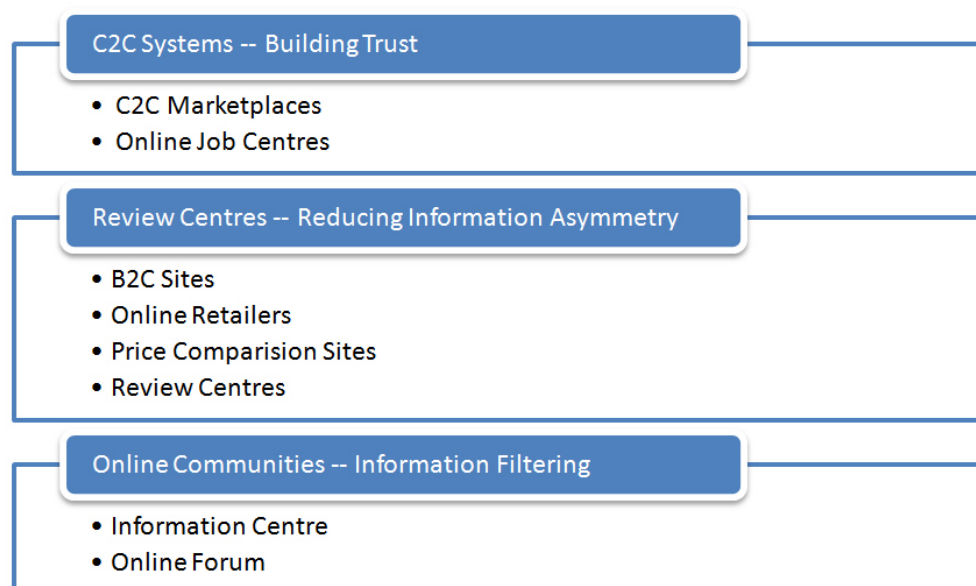 C2C Systems -- Building Trust
• C2C Marketplaces
• Online Job Centres
Review Centres -- Reducing Information Asymmetry
• B2C Sites
• Online Retailers
• Price Comparision Sites
• Review Centres
Online Communities -- Information Filtering
• Information Centre
• Online Forum